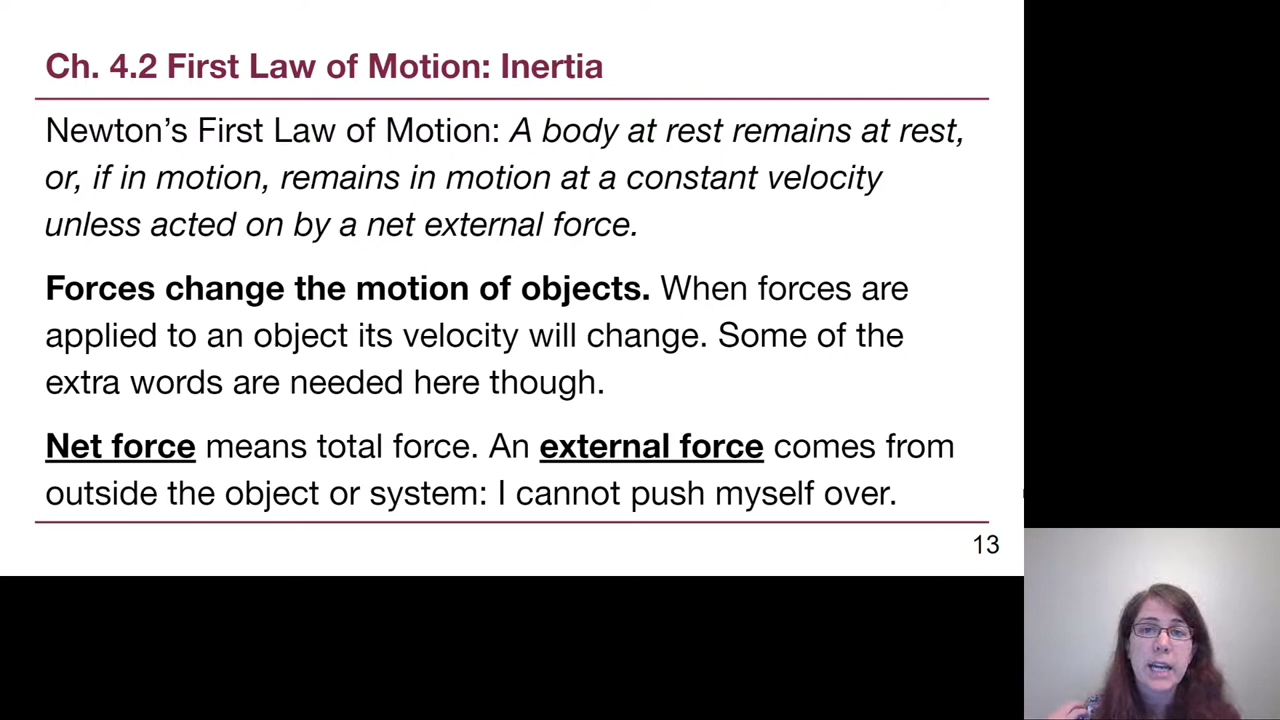 Ch. 4.2 First Law of Motion: Inertia
Newton’s First Law of Motion: A body at rest remains at rest,
or, if in motion, remains in motion at a constant velocity
unless acted on by a net external force.
Forces change the motion of objects. When forces are
applied to an object its velocity will change. Some of the
extra words are needed here though.
Net force means total force. An external force comes from
outside the object or system: I cannot push myself over.
13